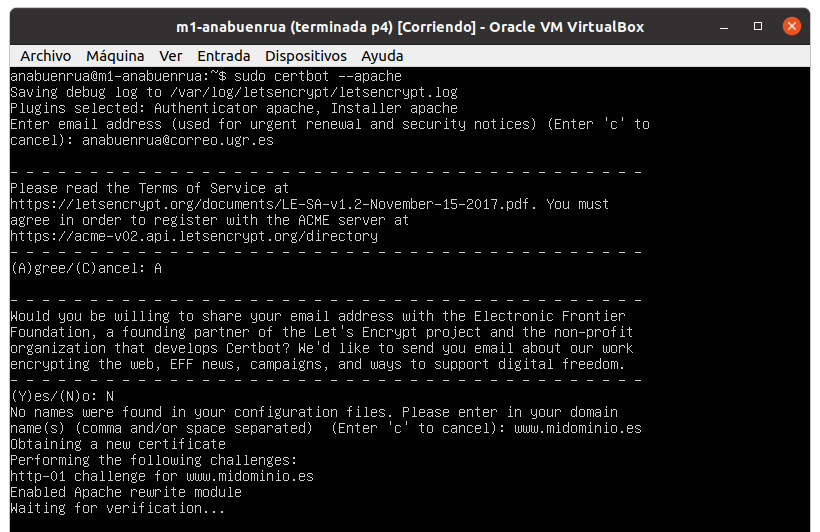 m1-anabuenrua (terminada p4) [Corriendo] - Oracle VM VirtualBox
Archivo Máquina Ver Entrada Dispositivos Ayuda
anabuenrua@m1-anabuenrua:~$ sudo certbot --apache
Saving debug log to /var/log/letsencrypt/letsencrypt.log
Plugins selected: Authenticator apache, Installer apache
Enter email address (used for urgent renewal and security notices) (Enter 'c' to
cancel): anabuenrua@correo.ugr.es
- - - - - - - - - - - - - - - - - - - - - - - - - - - - - - - - - - - - - - - -
Please read the Terms of Service at
https://letsencrypt.org/documents/LE-SA-v1.2-November-15-2017.pdf. You must
agree in order to register with the ACME server at
https://acme-v02.api.letsencrypt.org/directory
- - - - - - - - - - - - - - - - - - - - - - - - - - - - - - - - - - - - - - - -
(A)gree/(C)ancel: A
- - - - - - - - - - - - - - - - - - - - - - - - - - - - - - - - - - - - - - - -
Would you be willing to share your email address with the Electronic Frontier
Foundation, a founding partner of the Let's Encrypt project and the non-profit
organization that develops Certbot? We'd like to send you email about our work
encrypting the web, EFF news, campaigns, and ways to support digital freedom.
- - - - - - - - - - - - - - - - - - - - - - - - - - - - - - - - - - - - - - - -
(Y)es/(N)o: N
No names were found in your configuration files. Please enter in your domain
name(s) (comma and/or space separated)  (Enter 'c' to cancel): www.midominio.es
Obtaining a new certificate
Performing the following challenges:
http-01 challenge for www.midominio.es
Enabled Apache rewrite module
Waiting for verification...